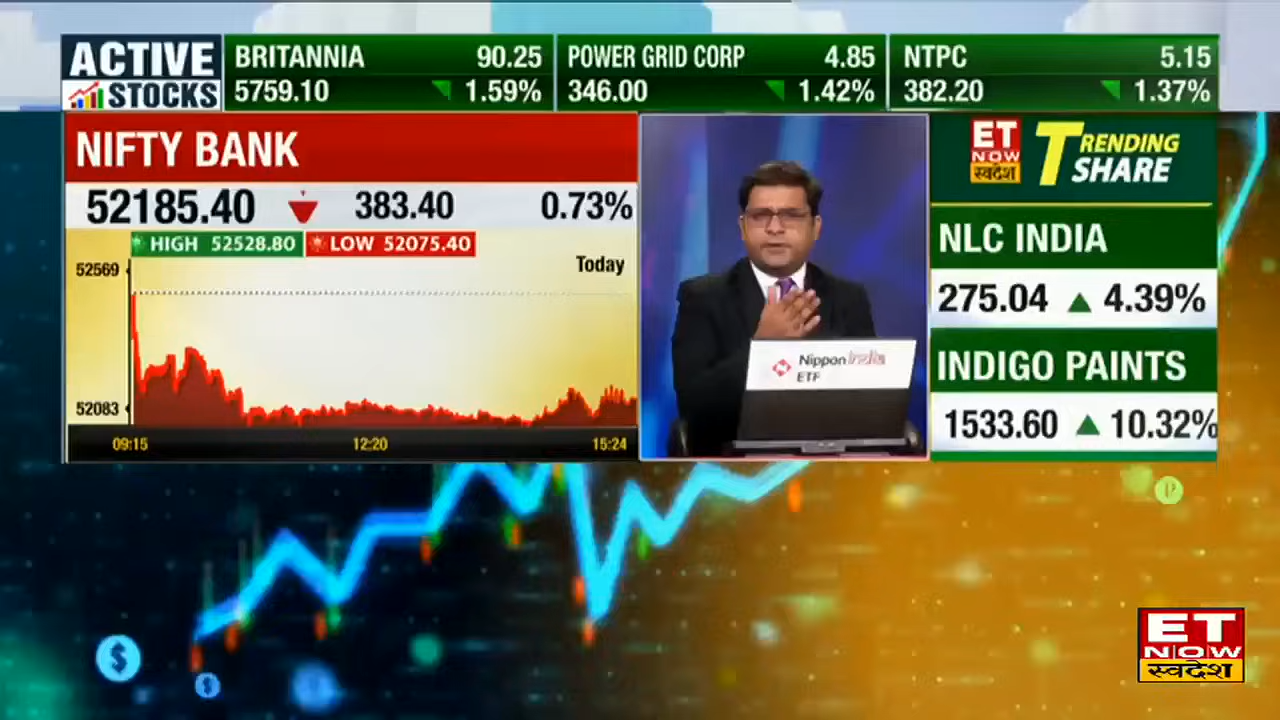 ACTIVE STOCKS
BRITANNIA 90.25
5759.10 1.59%
POWER GRID CORP 4.85
346.00 1.42%
NTPC 5.15
382.20 1.37%
NIFTY BANK
52185.40 383.40 0.73%
HIGH 52528.80 LOW 52075.40
Today
52569
52083
09:15 12:20 15:24
Nippon india
ETF
ET
NOW
स्वदेश
TRENDING
SHARE
NLC INDIA
275.04 4.39%
INDIGO PAINTS
1533.60 10.32%
$
$
ET
NOW
स्वदेश